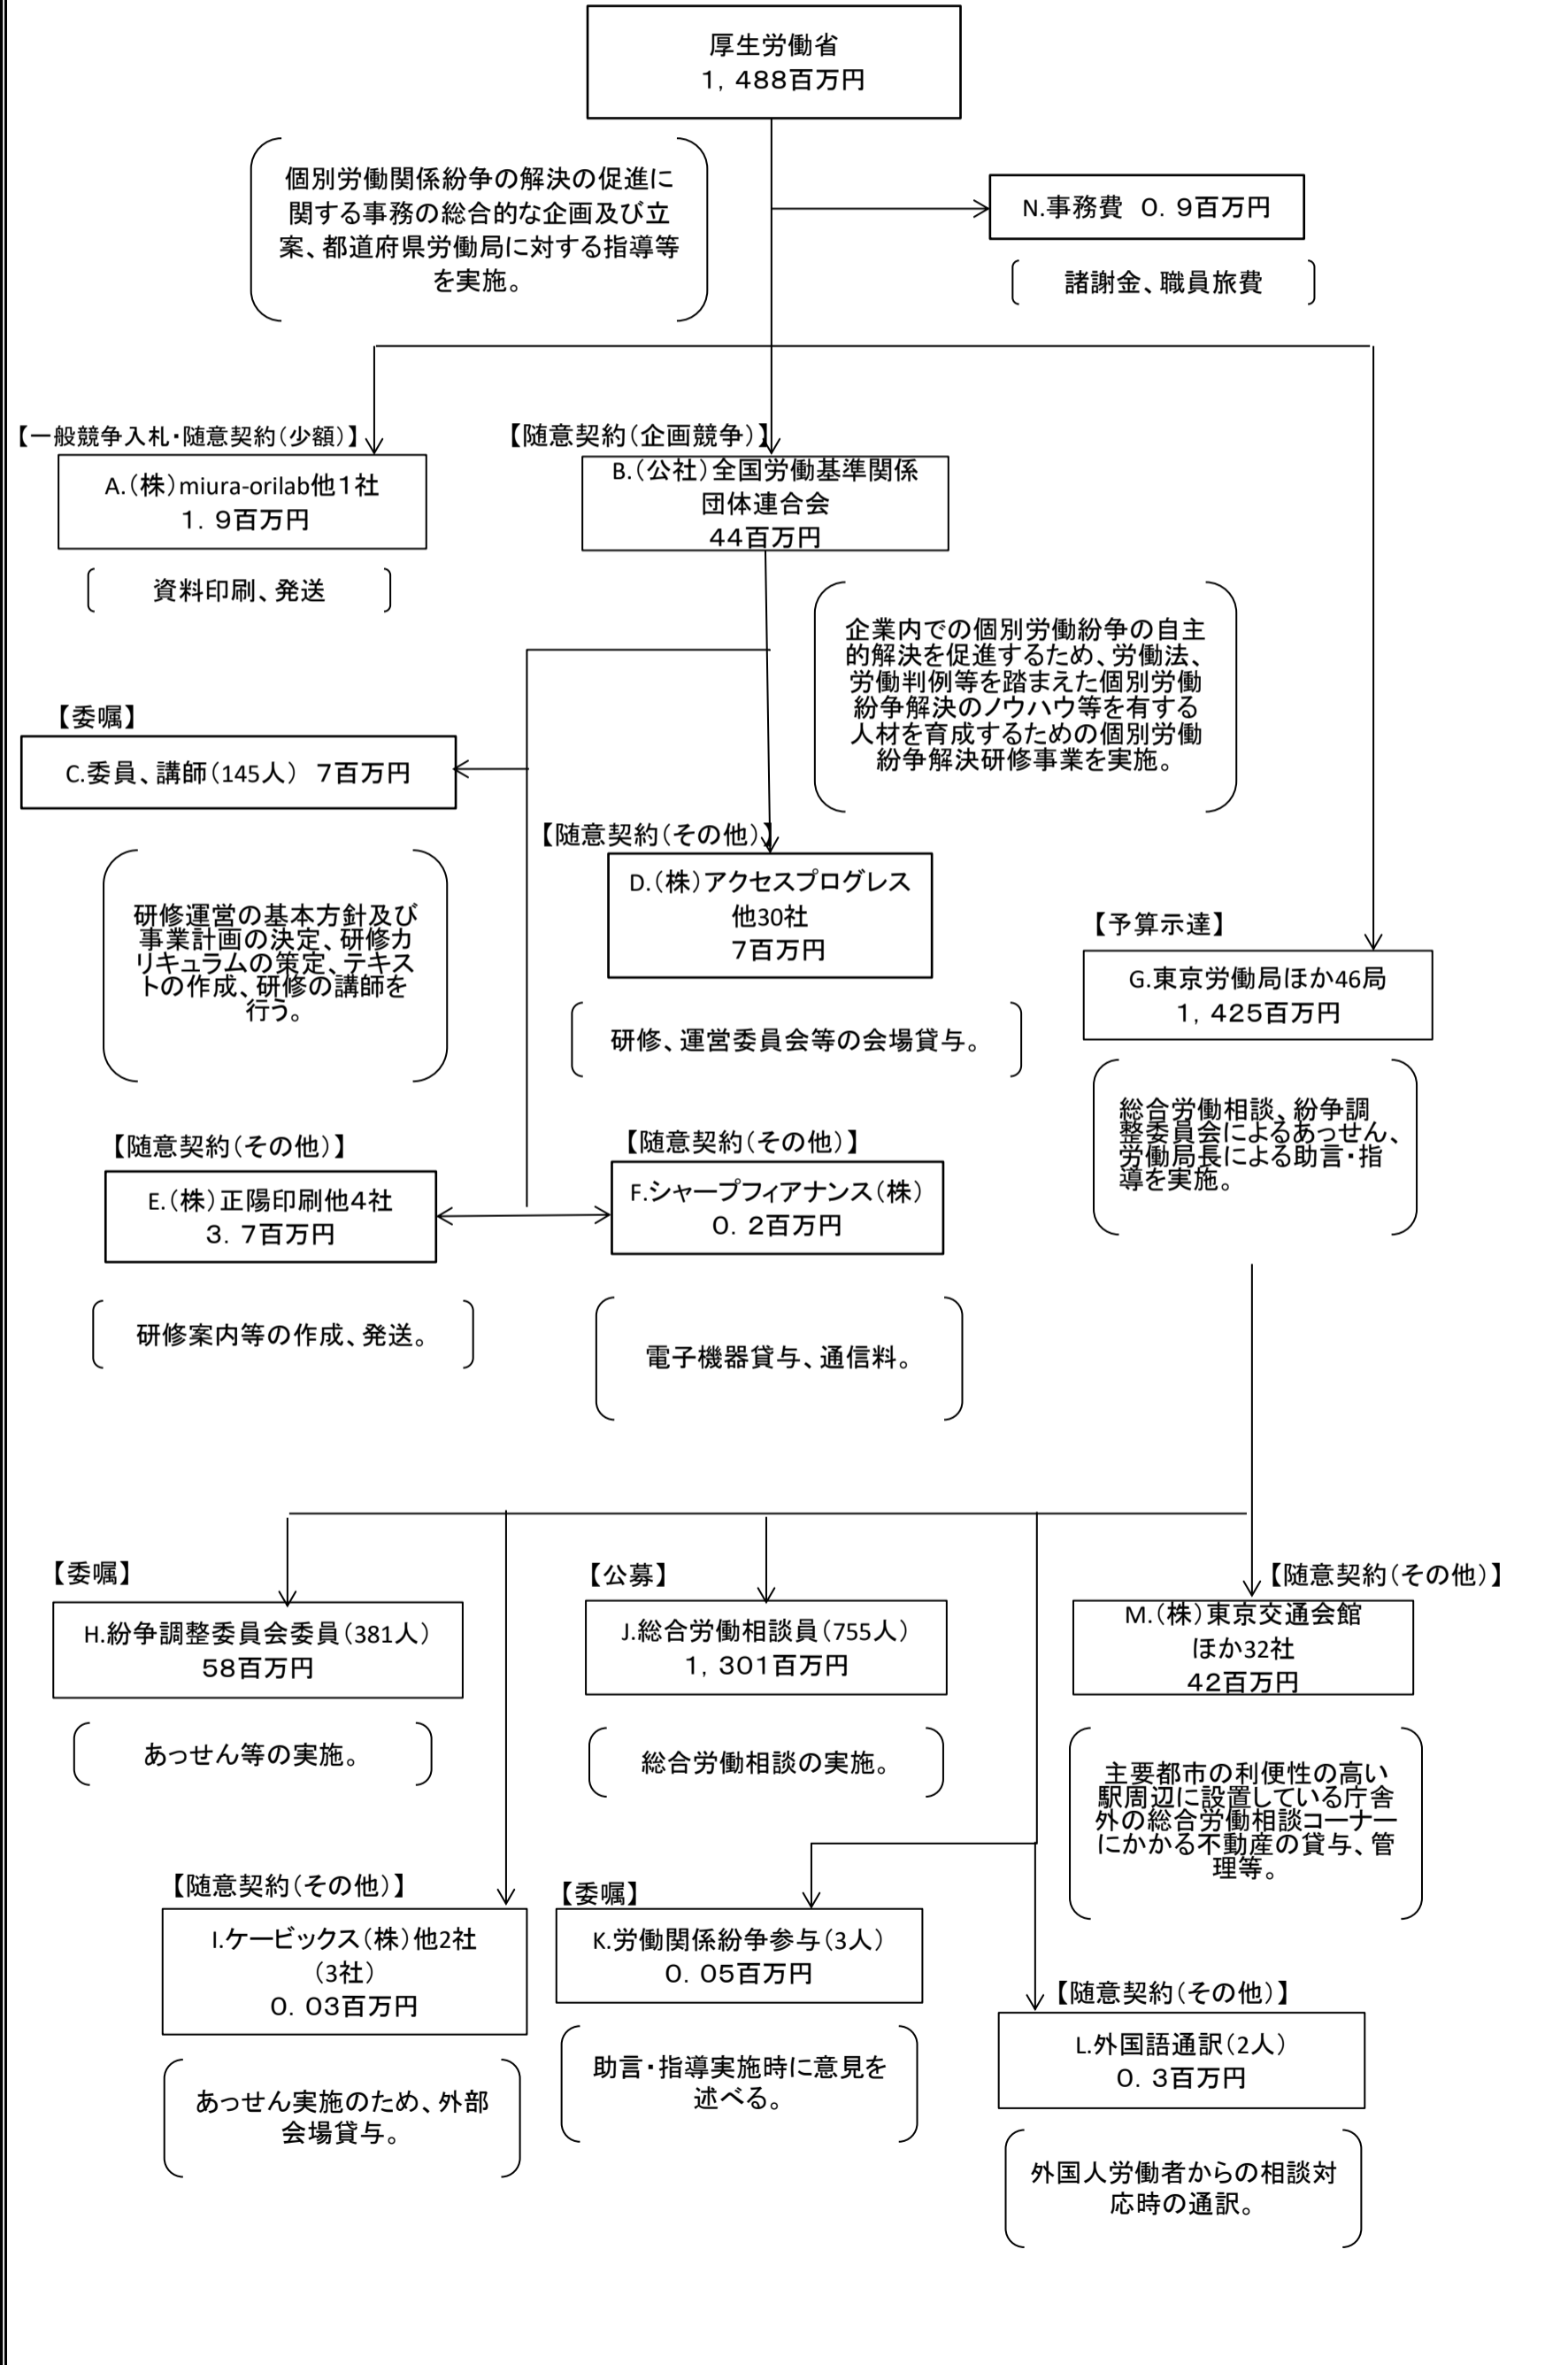 厚生労働省
１，４８８百万円
個別労働関係紛争の解決の促進に
関する事務の総合的な企画及び立
案、都道府県労働局に対する指導等
を実施。
N.事務費　０．９百万円
諸謝金、職員旅費
【一般競争入札・随意契約（少額）】
A.（株）miura-orilab他１社
１．９百万円
資料印刷、発送
【随意契約（企画競争）】
B.（公社）全国労働基準関係
団体連合会
４４百万円
企業内での個別労働紛争の自主
的解決を促進するため、労働法、
労働判例等を踏まえた個別労働
紛争解決のノウハウ等を有する
人材を育成するための個別労働
紛争解決研修事業を実施。
【委嘱】
C.委員、講師（145人）　７百万円
研修運営の基本方針及び
事業計画の決定、研修カ
リキュラムの策定、テキス
トの作成、研修の講師を
行う。
【随意契約（その他）】
D.（株）アクセスプログレス
他30社
７百万円
研修、運営委員会等の会場貸与。
【予算示達】
G.東京労働局ほか46局
１，４２５百万円
総合労働相談、紛争調
整委員会によるあっせん、
労働局長による助言・指
導を実施。
【随意契約（その他）】
E.（株）正陽印刷他４社
３．７百万円
研修案内等の作成、発送。
【随意契約（その他）】
F.シャープフィアナンス（株）
０．２百万円
電子機器貸与、通信料。
【委嘱】
H.紛争調整委員会委員（381人）
５８百万円
あっせん等の実施。
【公募】
J.総合労働相談員（755人）
１，３０１百万円
総合労働相談の実施。
【随意契約（その他）】
M.（株）東京交通会館
ほか32社
４２百万円
主要都市の利便性の高い
駅周辺に設置している庁舎
外の総合労働相談コーナー
にかかる不動産の貸与、管
理等。
【随意契約（その他）】
I.ケービックス（株）他2社
（3社）
０．０３百万円
あっせん実施のため、外部
会場貸与。
【委嘱】
K.労働関係紛争参与（3人）
０．０５百万円
助言・指導実施時に意見を
述べる。
【随意契約（その他）】
L.外国語通訳（2人）
０．３百万円
外国人労働者からの相談対
応時の通訳。